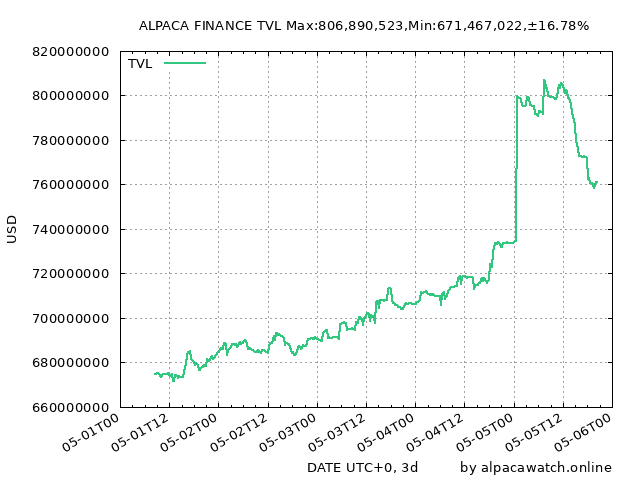 ALPACA FINANCE TVL Max:806,890,523,Min:671,467,022,±16.78%
TVL
820000000
800000000
780000000
760000000
740000000
720000000
700000000
680000000
660000000
USD
05-01T00
05-01T12
05-02T00
05-02T12
05-03T00
05-03T12
05-04T00
05-04T12
05-05T00
05-05T12
05-06T00
DATE UTC+0, 3d
by alpacawatch.online